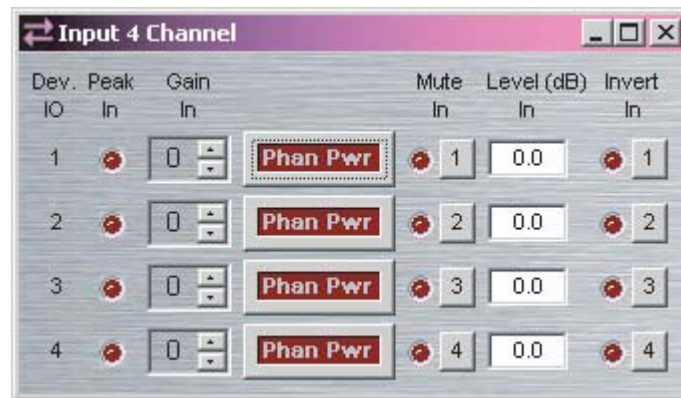 Input 4 Channel
Dev. Peak Gain Mute Level (dB) Invert
IO In In In In In
1 0 Phan Pwr 1 0.0 1
2 0 Phan Pwr 2 0.0 2
3 0 Phan Pwr 3 0.0 3
4 0 Phan Pwr 4 0.0 4